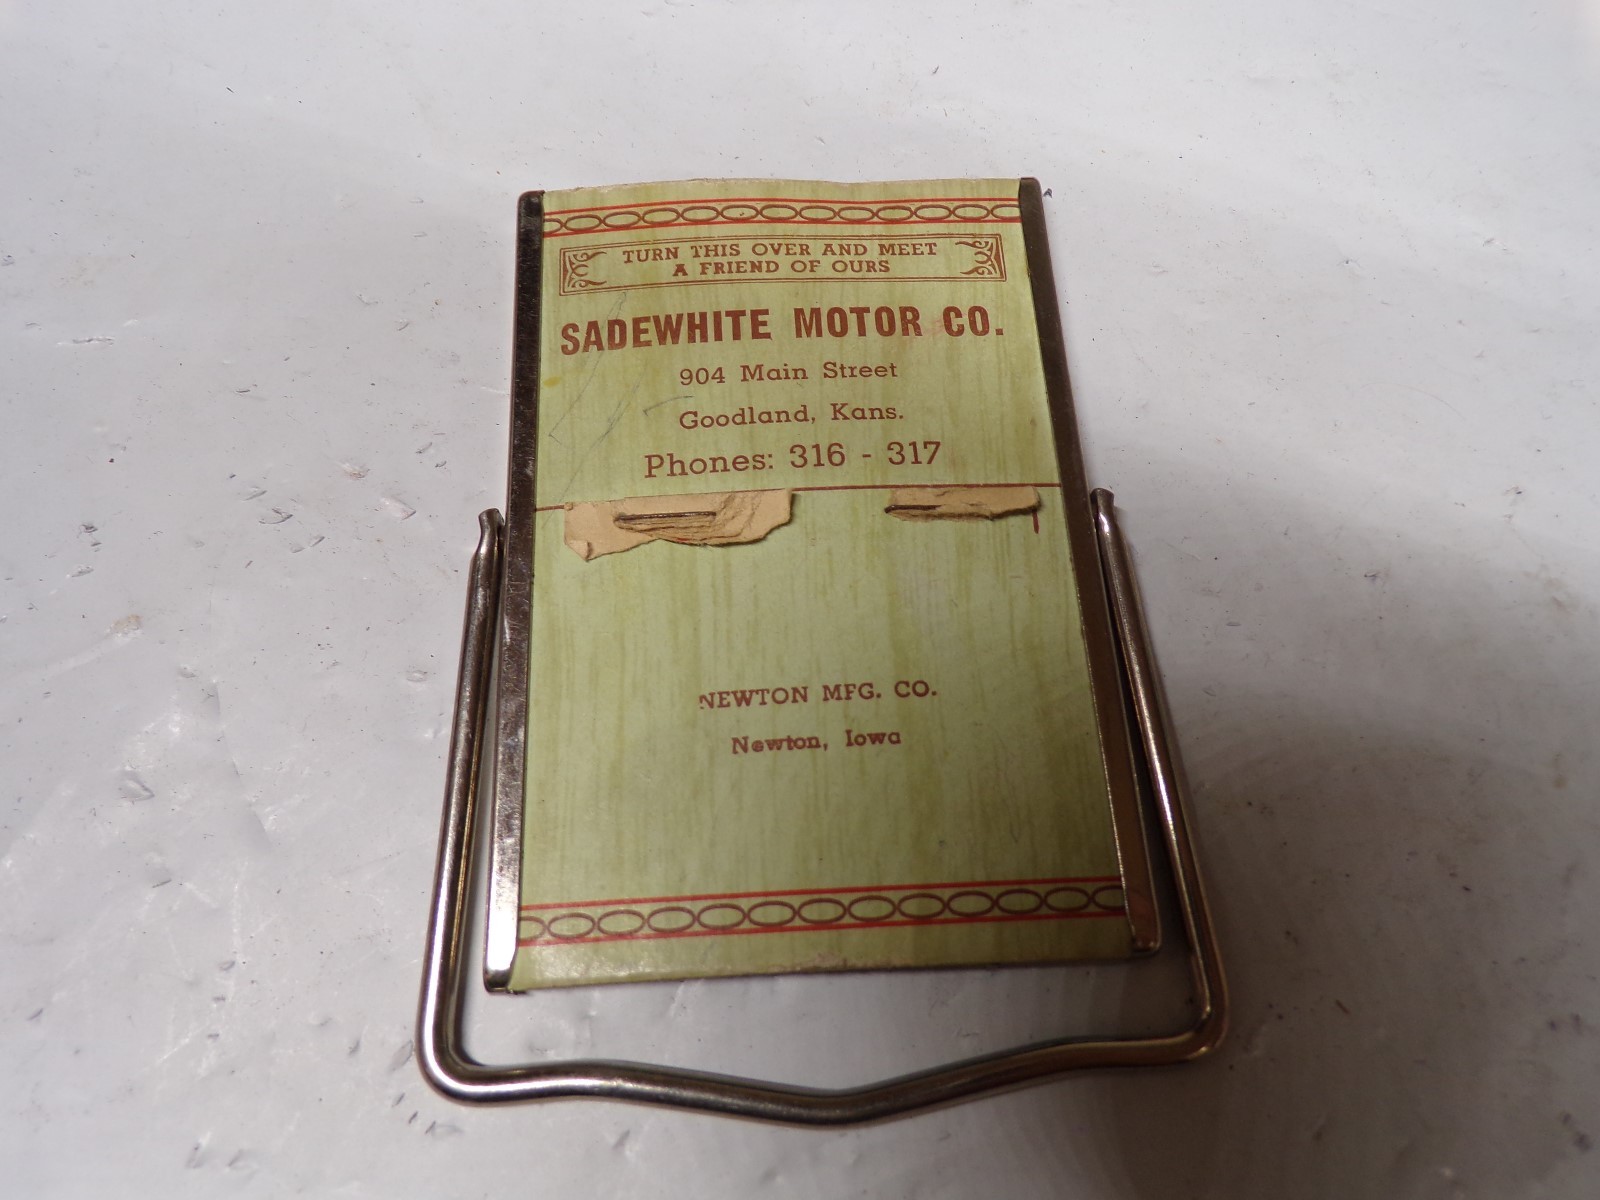 TURN THIS OVER AND MEET
A FRIEND OF OURS
SADEWHITE MOTOR CO.
904 Main Street
Goodland, Kans.
Phones: 316 - 317
NEWTON MFG. CO.
Newton, Iowa